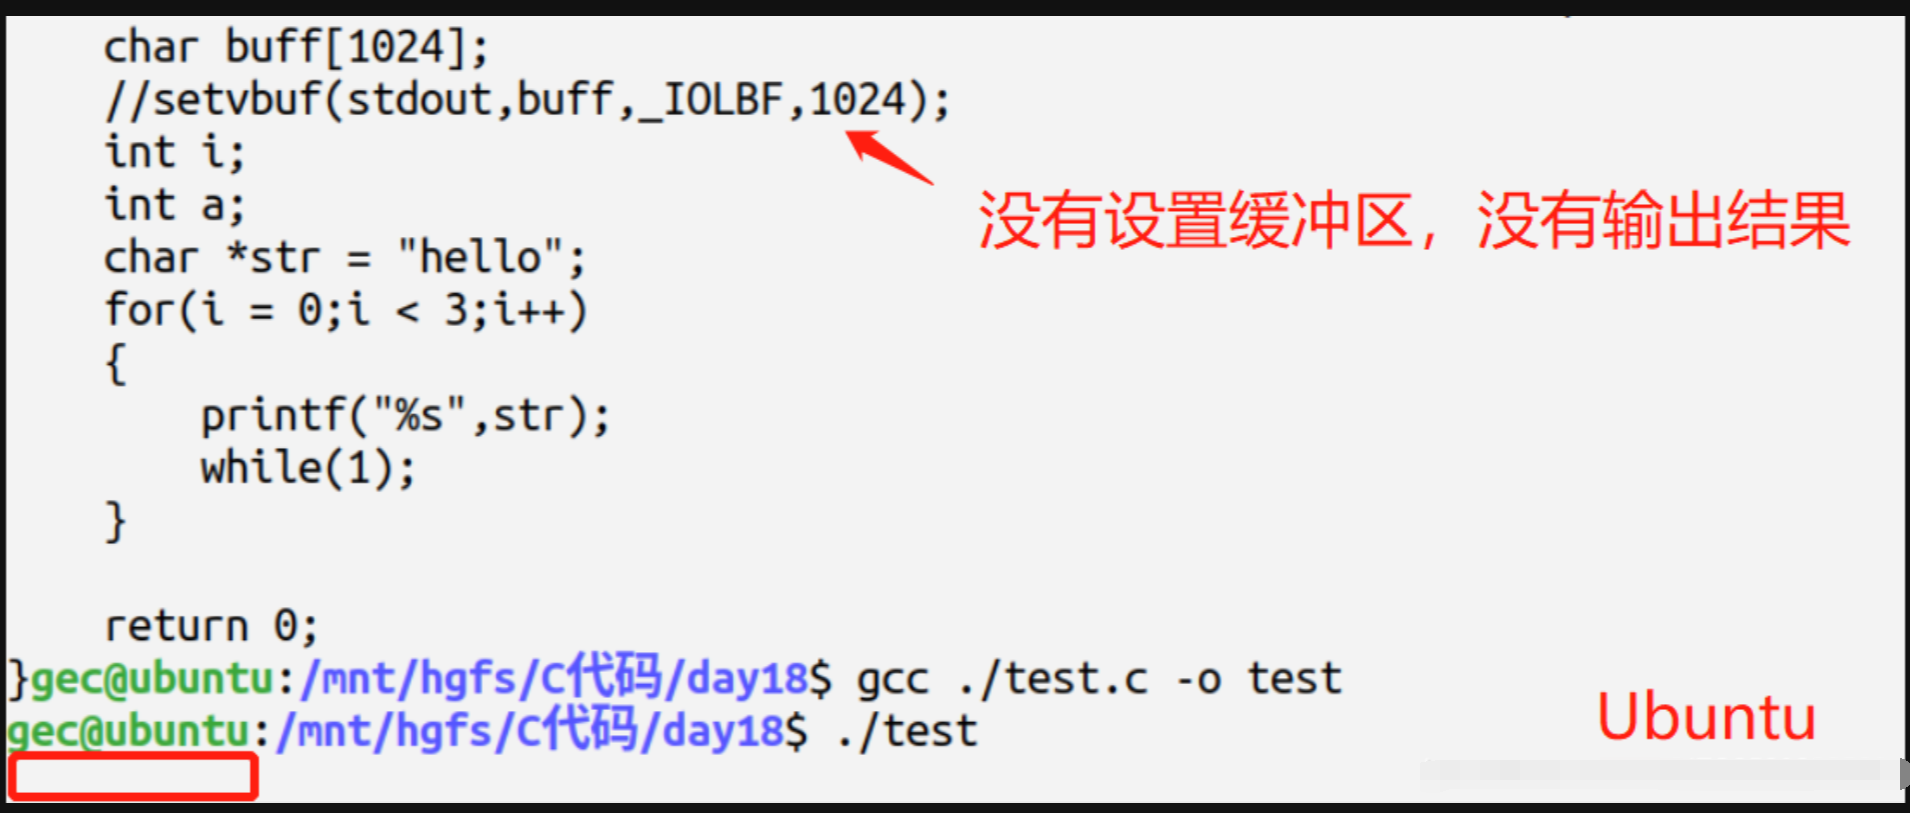 char buff[1024];
//setvbuf(stdout,buff,_IOLBF,1024);
int i;
int a;
没有设置缓冲区，没有输出结果
char *str = "hello";
for(i = 0;i < 3;i++)
{
printf("%s",str);
while(1);
}
return 0;
}gec@ubuntu:/mnt/hgfs/C代码/day18$ gcc ./test.c -o test
gec@ubuntu:/mnt/hgfs/C代码/day18$ ./test
Ubuntu